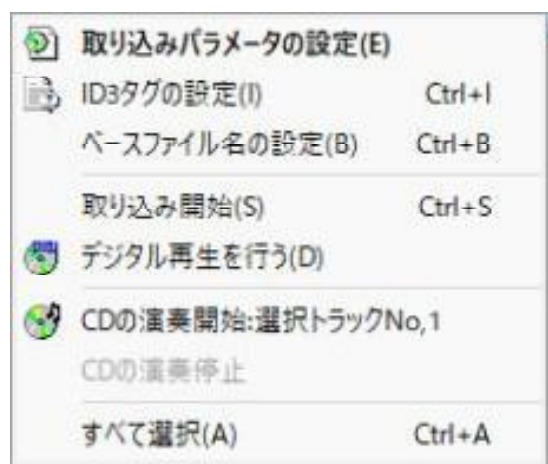 取り込みパラメータの設定(E)
ID3タグの設定(I) Ctrl+I
ベースファイル名の設定(B) Ctrl+B
取り込み開始(S) Ctrl+S
デジタル再生を行う(D)
CDの演奏開始:選択トラックNo,1
CDの演奏停止
すべて選択(A) Ctrl+A